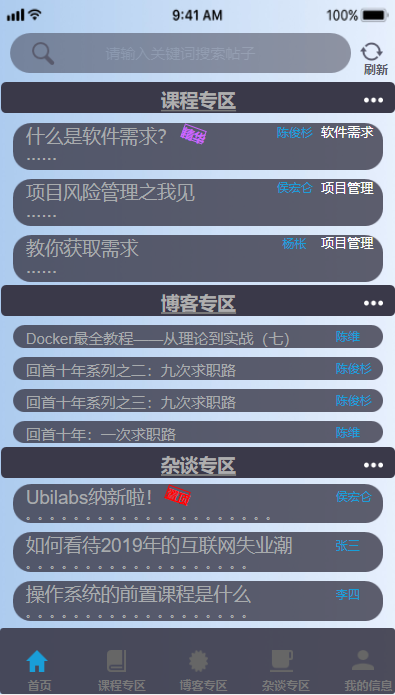 9:41 AM 100%
请输入关键词搜索帖子
刷新
课程专区
什么是软件需求？ 陈俊杉 软件需求
......
项目风险管理之我见 侯宏仑 项目管理
......
教你获取需求 杨枨 项目管理
......
博客专区
Docker最全教程——从理论到实战（七） 陈维
回首十年系列之二：九次求职路 陈俊杉
回首十年系列之三：九次求职路 陈俊杉
回首十年：一次求职路 陈维
杂谈专区
Ubilabs纳新啦！ 置顶 侯宏仑
如何看待2019年的互联网失业潮 张三
操作系统的前置课程是什么 李四
首页 课程专区 博客专区 杂谈专区 我的信息